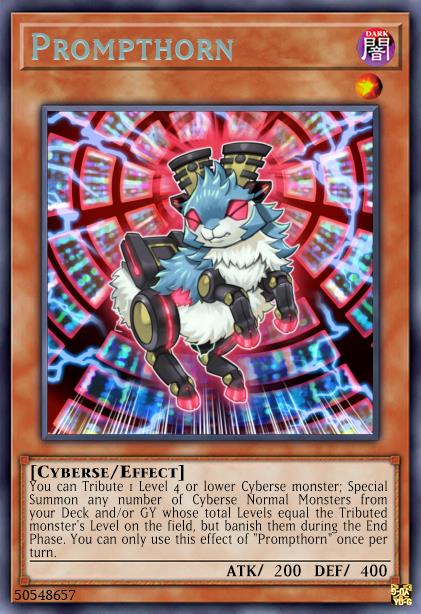 Prompthorn
DARK
闇
[Cyberse/Effect]
You can Tribute 1 Level 4 or lower Cyberse monster; Special
Summon any number of Cyberse Normal Monsters from
your Deck and/or GY whose total Levels equal the Tributed
monster's Level on the field, but banish them during the End
Phase. You can only use this effect of "Prompthorn" once per
turn.
ATK/ 200 DEF/ 400
50548657